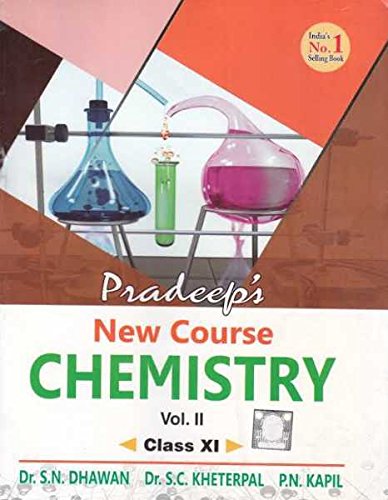 India's
No.1
Selling Book
Pradeep's
New Course
CHEMISTRY
Vol. II
Class XI
Dr. S.N. DHAWAN Dr. S.C. KHETERPAL P.N. KAPIL